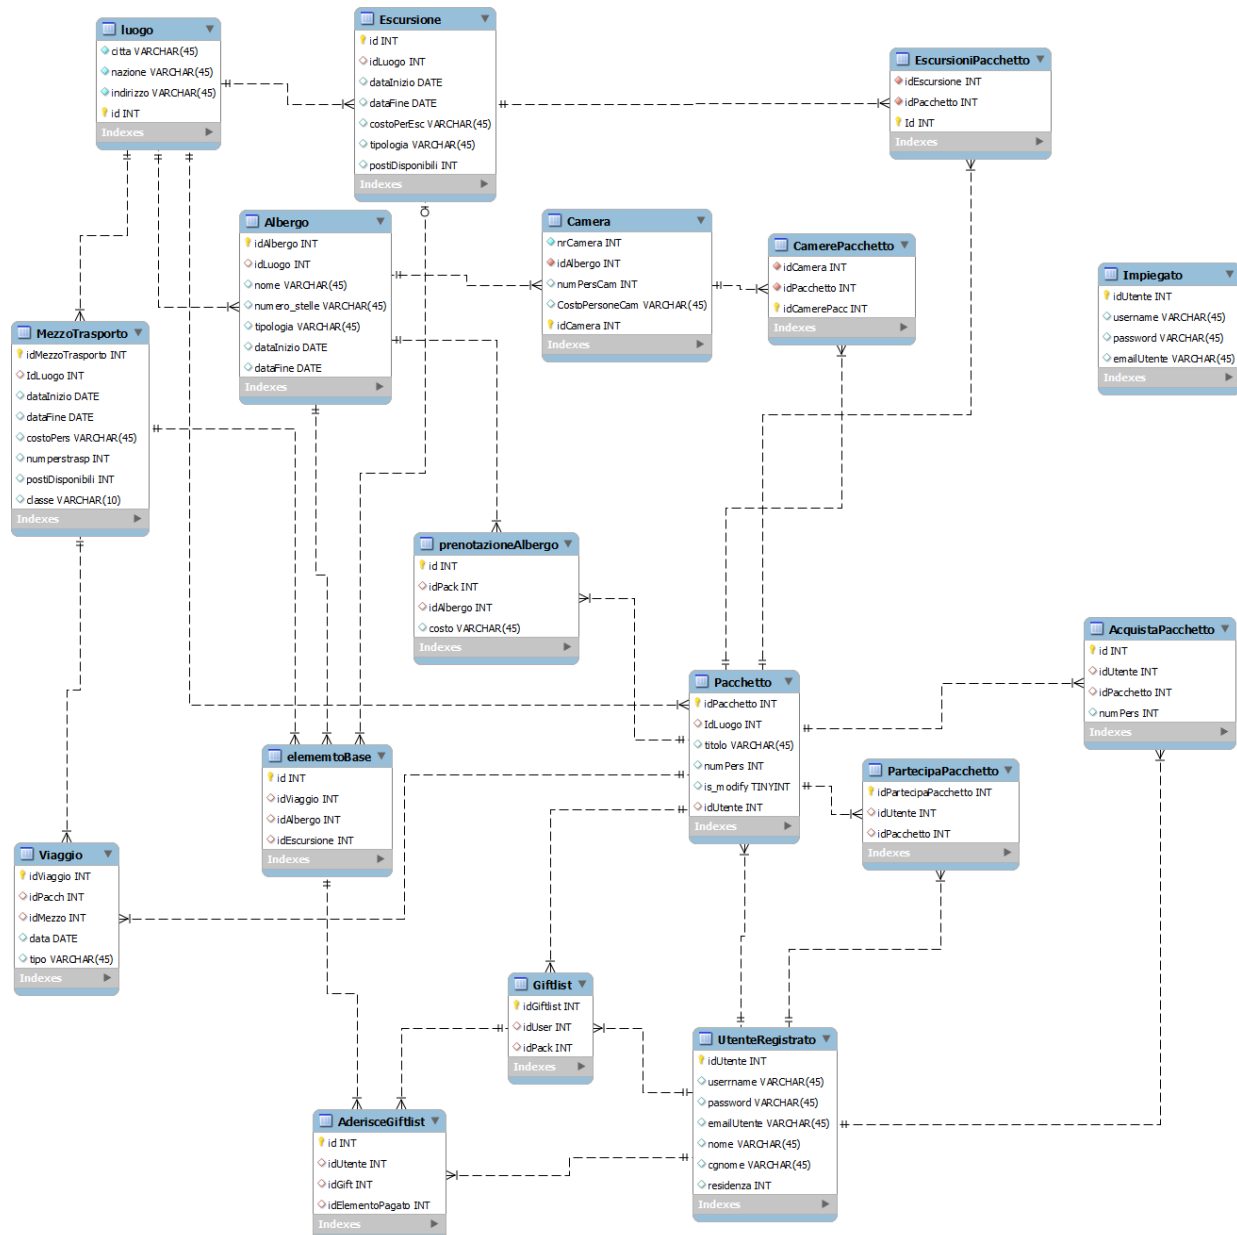 luogo
citta VARCHAR(45)
nazione VARCHAR(45)
indirizzo VARCHAR(45)
id INT
Indexes
Escursione
id INT
idLuogo INT
dataInizio DATE
dataFine DATE
costoPerEsc VARCHAR(45)
tipologia VARCHAR(45)
postiDisponibili INT
Indexes
EscursioniPacchetto
idEscursione INT
idPacchetto INT
Id INT
Indexes
Albergo
idAlbergo INT
idLuogo INT
nome VARCHAR(45)
numero_stelle VARCHAR(45)
tipologia VARCHAR(45)
dataInizio DATE
dataFine DATE
Indexes
Camera
nrCamera INT
idAlbergo INT
numPersCam INT
CostoPersoneCam VARCHAR(45)
idCamera INT
Indexes
CamerePacchetto
idCamera INT
idPacchetto INT
idCamerePacc INT
Indexes
Impiegato
idUtente INT
username VARCHAR(45)
password VARCHAR(45)
emailUtente VARCHAR(45)
Indexes
MezzoTrasporto
idMezzoTrasporto INT
IdLuogo INT
dataInizio DATE
dataFine DATE
costoPers VARCHAR(45)
numperstrasp INT
postiDisponibili INT
classe VARCHAR(10)
Indexes
prenotazioneAlbergo
id INT
idPack INT
idAlbergo INT
costo VARCHAR(45)
Indexes
Pacchetto
idPacchetto INT
IdLuogo INT
titolo VARCHAR(45)
numPers INT
is_modify TINYINT
idUtente INT
Indexes
AcquistaPacchetto
id INT
idUtente INT
idPacchetto INT
numPers INT
Indexes
elememtoBase
id INT
idViaggio INT
idAlbergo INT
idEscursione INT
Indexes
PartecipaPacchetto
idPartecipaPacchetto INT
idUtente INT
idPacchetto INT
Indexes
Viaggio
idViaggio INT
idPacch INT
idMezzo INT
data DATE
tipo VARCHAR(45)
Indexes
Giftlist
idGiftlist INT
idUser INT
idPack INT
Indexes
UtenteRegistrato
idUtente INT
userrname VARCHAR(45)
password VARCHAR(45)
emailUtente VARCHAR(45)
nome VARCHAR(45)
cgnome VARCHAR(45)
residenza INT
Indexes
AderisceGiftlist
id INT
idUtente INT
idGift INT
idElementoPagato INT
Indexes